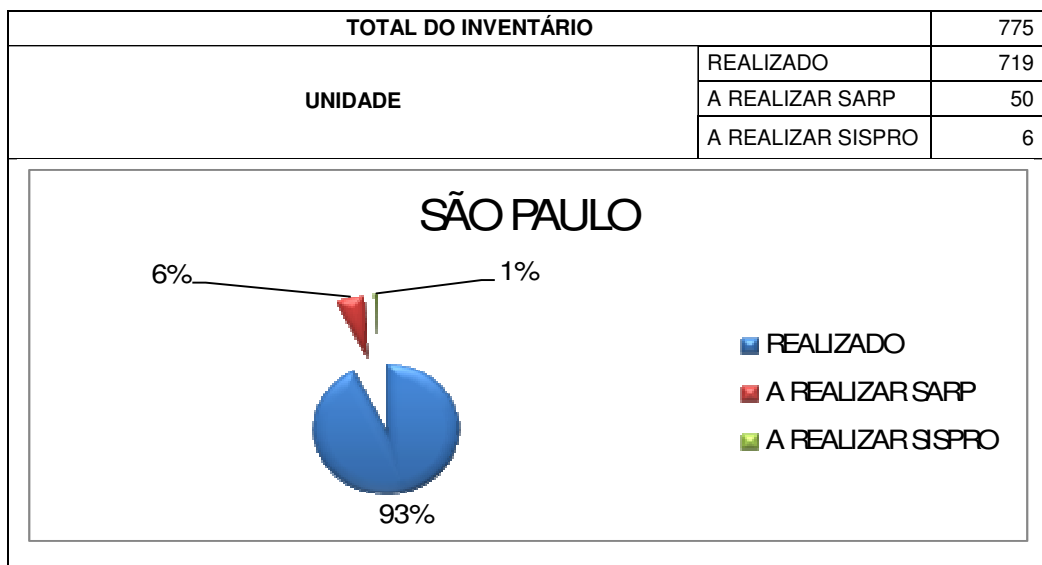 TOTAL DO INVENTÁRIO 775
UNIDADE
REALIZADO 719
A REALIZAR SARP 50
A REALIZAR SISPRO 6
SÃO PAULO
6%
1%
93%
REALIZADO
A REALIZAR SARP
A REALIZAR SISPRO